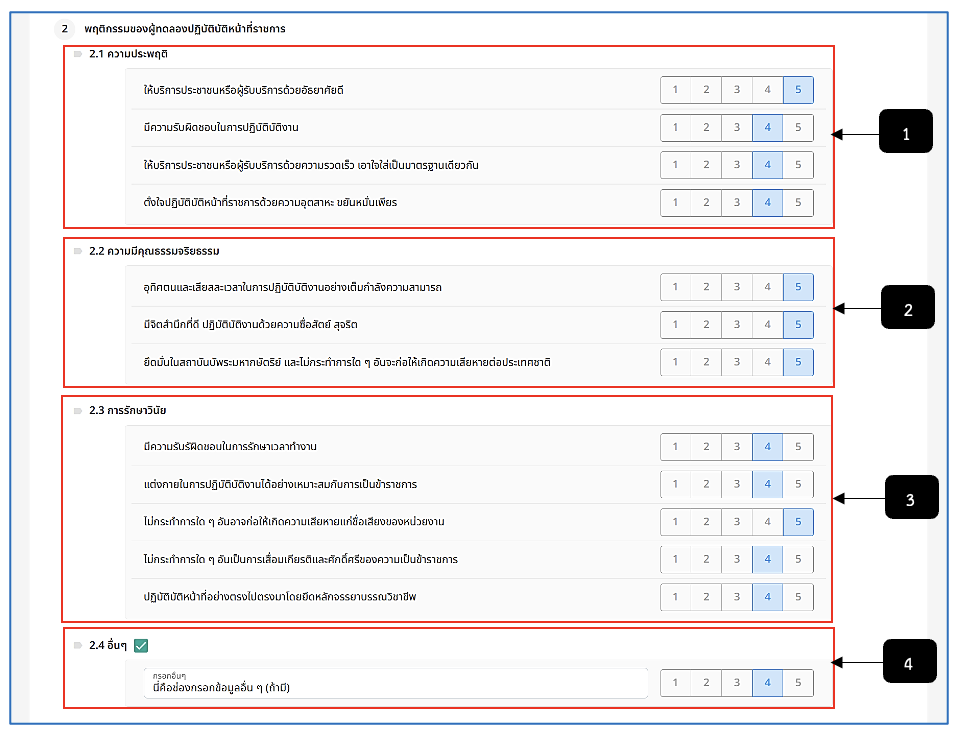 2 พฤติกรรมของผู้ทดลองปฏิบัติหน้าที่ราชการ
2.1 ความประพฤติ
ให้บริการประชาชนหรือผู้รับบริการด้วยอัธยาศัยดี 1 2 3 4 5
มีความรับผิดชอบในการปฏิบัติงาน 1 2 3 4 5
ให้บริการประชาชนหรือผู้รับบริการด้วยความรวดเร็ว เอาใจใส่เป็นมาตรฐานเดียวกัน 1 2 3 4 5
ตั้งใจปฏิบัติหน้าที่ราชการด้วยความอุตสาหะ ขยันหมั่นเพียร 1 2 3 4 5
1
2.2 ความมีคุณธรรมจริยธรรม
อุทิศตนและเสียสละเวลาในการปฏิบัติงานอย่างเต็มกำลังความสามารถ 1 2 3 4 5
มีจิตสำนึกที่ดี ปฏิบัติงานด้วยความซื่อสัตย์ สุจริต 1 2 3 4 5
ยึดมั่นในสถาบันพระมหากษัตริย์ และไม่กระทำการใด ๆ อันจะก่อให้เกิดความเสียหายต่อประเทศชาติ 1 2 3 4 5
2
2.3 การรักษาวินัย
มีความรับรู้ผิดชอบในการรักษาเวลาทำงาน 1 2 3 4 5
แต่งกายในการปฏิบัติงานได้อย่างเหมาะสมกับการเป็นข้าราชการ 1 2 3 4 5
ไม่กระทำการใด ๆ อันอาจก่อให้เกิดความเสียหายแก่ชื่อเสียงของหน่วยงาน 1 2 3 4 5
ไม่กระทำการใด ๆ อันเป็นการเสื่อมเกียรติและศักดิ์ศรีของความเป็นข้าราชการ 1 2 3 4 5
ปฏิบัติหน้าที่อย่างตรงไปตรงมาโดยยึดหลักจรรยาบรรณวิชาชีพ 1 2 3 4 5
3
2.4 อื่นๆ
กรอกอื่นๆ
นี่คือช่องกรอกข้อมูลอื่น ๆ (ถ้ามี) 1 2 3 4 5
4